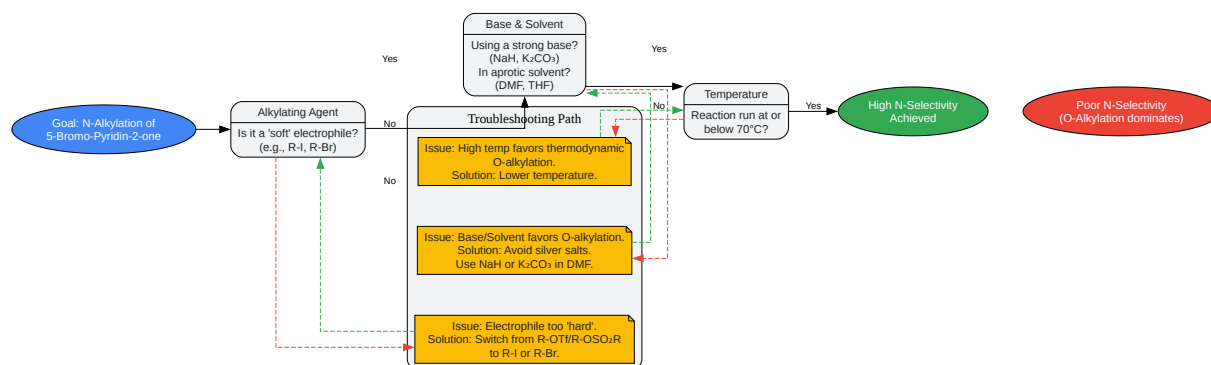 Goal: N-Alkylation of
5-Bromo-Pyridin-2-one
Alkylating Agent
Is it a 'soft' electrophile?
(e.g., R-I, R-Br)
Yes
No
No
Base & Solvent
Using a strong base?
(NaH, K₂CO₃)
In aprotic solvent?
(DMF, THF)
Yes
No
Temperature
Reaction run at or
below 70°C?
Yes
High N-Selectivity
Achieved
Poor N-Selectivity
(O-Alkylation dominates)
Troubleshooting Path
Issue: High temp favors thermodynamic
O-alkylation.
Solution: Lower temperature.
Issue: Base/Solvent favors O-alkylation.
Solution: Avoid silver salts.
Use NaH or K₂CO₃ in DMF.
Issue: Electrophile too 'hard'.
Solution: Switch from R-OTf/R-OSO₂R
to R-I or R-Br.